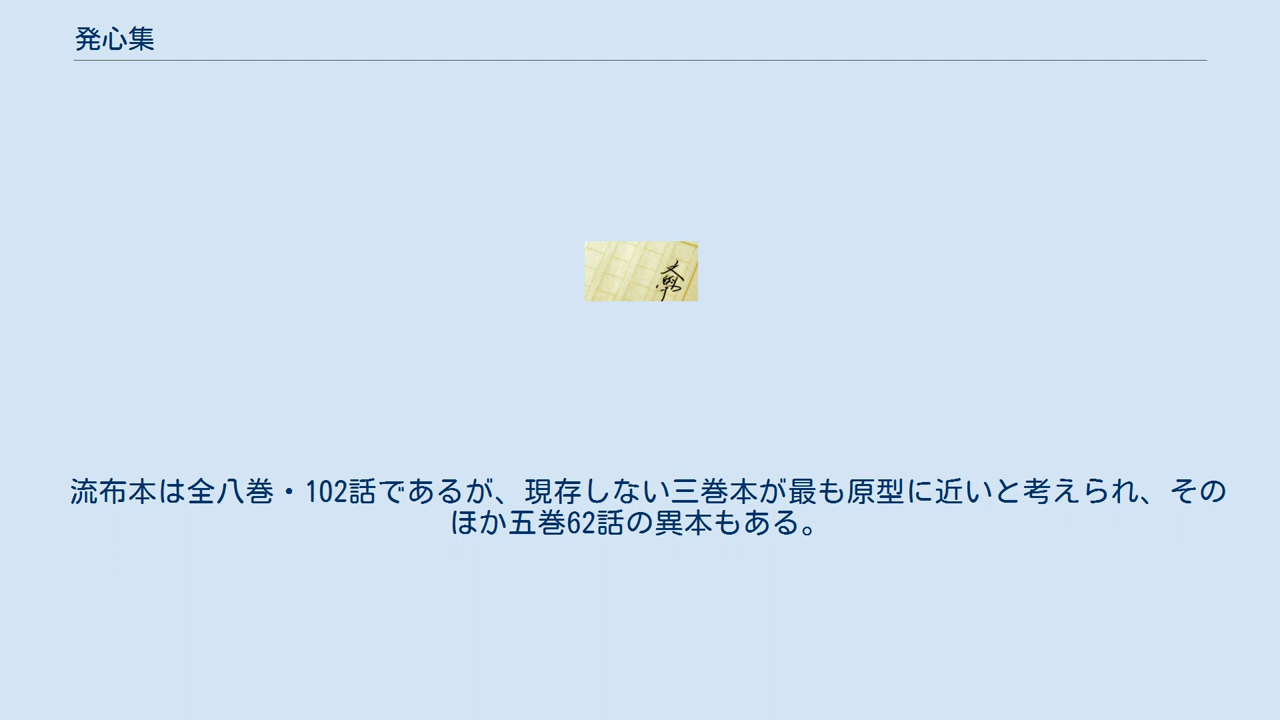 発心集
流布本は全八巻・102話であるが、現存しない三巻本が最も原型に近いと考えられ、その
ほか五巻62話の異本もある。